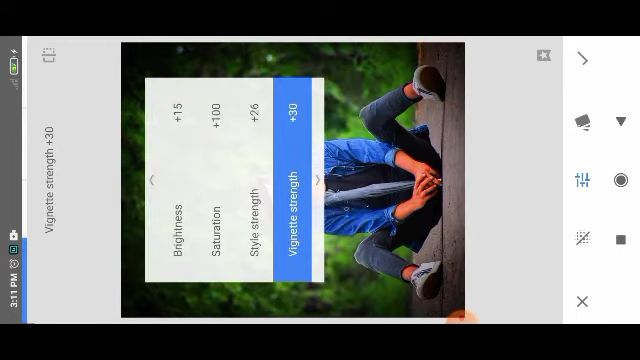 3:11 PM
Vignette strength +30
Brightness +15
Saturation +100
Style strength +26
Vignette strength +30